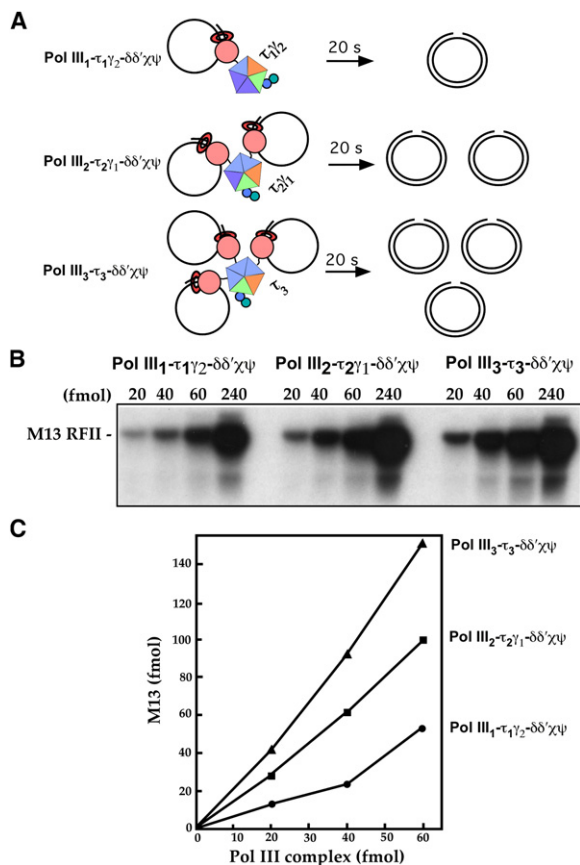 A
Pol III₁-τ₁γ₂-δδ′χψ
τ₁γ₂
20 s
Pol III₂-τ₂γ₁-δδ′χψ
τ₂γ₁
20 s
Pol III₃-τ₃-δδ′χψ
τ₃
20 s
B
Pol III₁-τ₁γ₂-δδ′χψ Pol III₂-τ₂γ₁-δδ′χψ Pol III₃-τ₃-δδ′χψ
(fmol) 20 40 60 240 20 40 60 240 20 40 60 240
M13 RFII -
C
140
120
100
80
60
40
20
0
M13 (fmol)
0 20 40 60
Pol III complex (fmol)
Pol III₃-τ₃-δδ′χψ
Pol III₂-τ₂γ₁-δδ′χψ
Pol III₁-τ₁γ₂-δδ′χψ